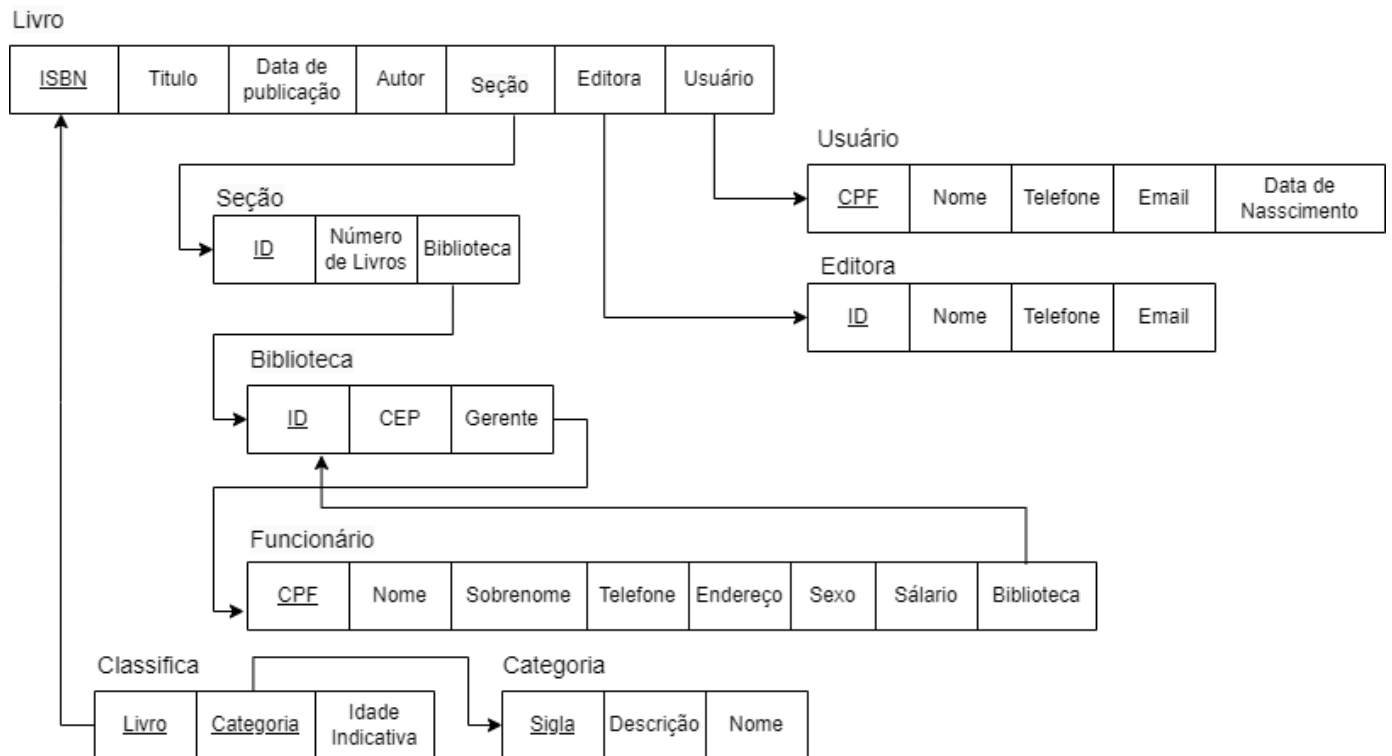 Livro
ISBN Titulo Data de publicação Autor Seção Editora Usuário
Usuário
CPF Nome Telefone Email Data de Nasscimento
Seção
ID Número de Livros Biblioteca
Editora
ID Nome Telefone Email
Biblioteca
ID CEP Gerente
Funcionário
CPF Nome Sobrenome Telefone Endereço Sexo Sálario Biblioteca
Classifica
Livro Categoria Idade Indicativa
Categoria
Sigla Descrição Nome